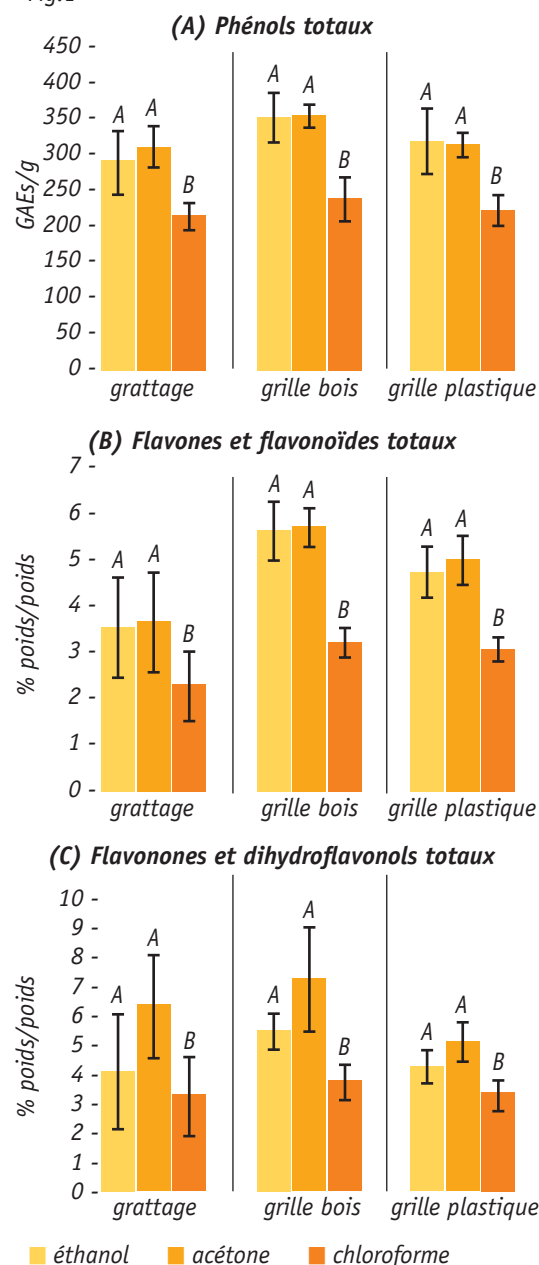 (A) Phénols totaux
450 -
400 -
350 -
300 -
250 -
200 -
150 -
100 -
50 -
0 -
GAEs/g
A A B
A A B
A A B
grattage grille bois grille plastique
(B) Flavones et flavonoïdes totaux
7 -
6 -
5 -
4 -
3 -
2 -
1 -
0 -
% poids/poids
A A B
A A B
A A B
grattage grille bois grille plastique
(C) Flavonones et dihydroflavonols totaux
10 -
9 -
8 -
7 -
6 -
5 -
4 -
3 -
2 -
1 -
0 -
% poids/poids
A A B
A A B
A A B
grattage grille bois grille plastique
éthanol acétone chloroforme